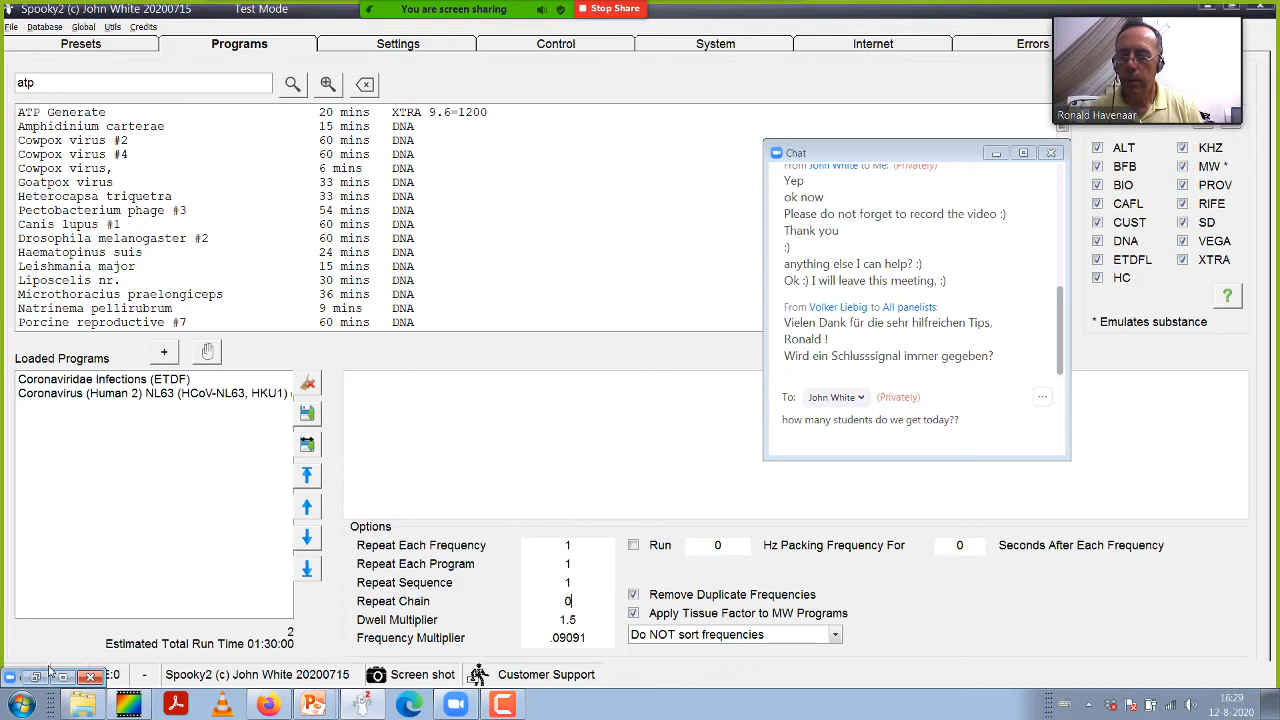 Spooky2 (c) John White 20200715 Test Mode
You are screen sharing Stop Share
File Database Global Utils Credits
Presets Programs Settings Control System Internet Errors
Ronald Havenaar
atp
ATP Generate 20 mins XTRA 9.6=1200
Amphidinium carterae 15 mins DNA
Cowpox virus #2 60 mins DNA
Cowpox virus #4 60 mins DNA
Cowpox virus, 6 mins DNA
Goatpox virus 33 mins DNA
Heterocapsa triquetra 33 mins DNA
Pectobacterium phage #3 54 mins DNA
Canis lupus #1 60 mins DNA
Drosophila melanogaster #2 60 mins DNA
Haematopinus suis 24 mins DNA
Leishmania major 15 mins DNA
Liposcelis nr. 30 mins DNA
Microthoracius praelongiceps 36 mins DNA
Natrinema pellirubrum 9 mins DNA
Porcine reproductive #7 60 mins DNA
Chat
From John White to Me: (Privately)
Yep
ok now
Please do not forget to record the video :)
Thank you
:)
anything else I can help? :)
Ok :) I will leave this meeting. :)
From Volker Liebig to All panelists:
Vielen Dank für die sehr hilfreichen Tips,
Ronald !
Wird ein Schlusssignal immer gegeben?
To: John White (Privately) ...
how many students do we get today??
ALT KHZ
BFB MW *
BIO PROV
CAFL RIFE
CUST SD
DNA VEGA
ETDFL XTRA
HC
?
* Emulates substance
Loaded Programs +
Coronaviridae Infections (ETDF)
Coronavirus (Human 2) NL63 (HCoV-NL63, HKU1) (
2
Estimated Total Run Time 01:30:00
Options
Repeat Each Frequency 1 Run 0 Hz Packing Frequency For 0 Seconds After Each Frequency
Repeat Each Program 1
Repeat Sequence 1
Repeat Chain 0
Dwell Multiplier 1.5
Frequency Multiplier .09091
Remove Duplicate Frequencies
Apply Tissue Factor to MW Programs
Do NOT sort frequencies
:0 - Spooky2 (c) John White 20200715 Screen shot Customer Support
16:29
12-8-2020